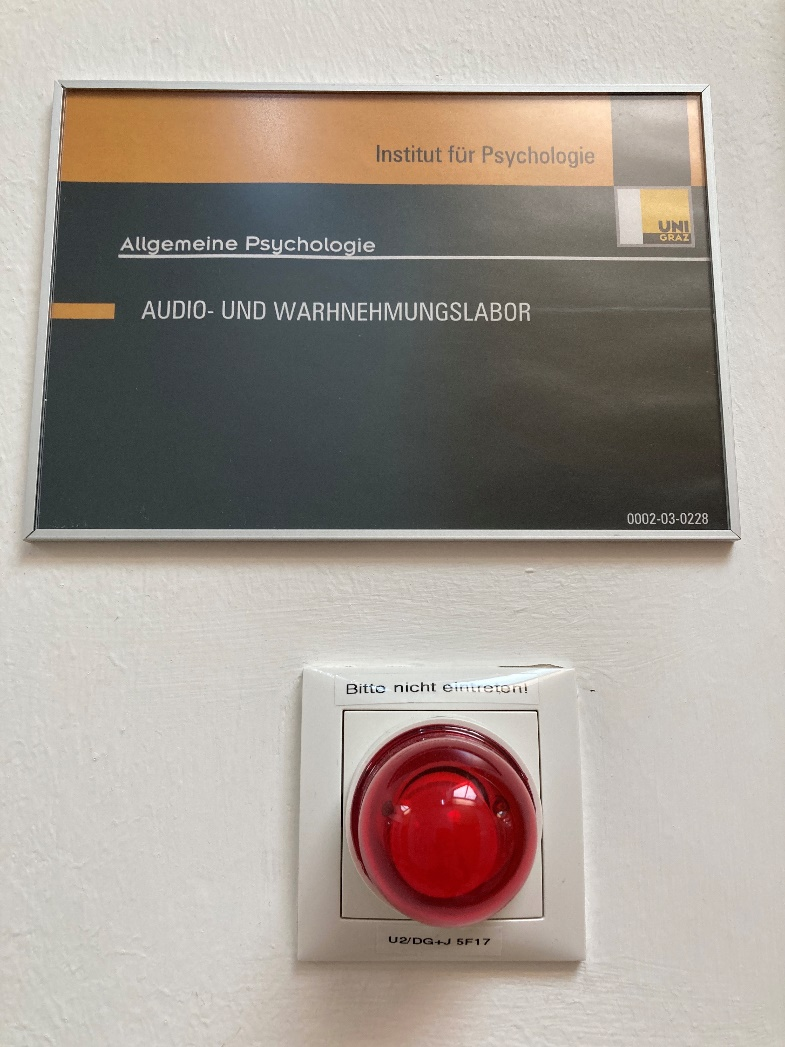 Institut für Psychologie
UNI
GRAZ
Allgemeine Psychologie
AUDIO- UND WARHNEHMUNGSLABOR
0002-03-0228
Bitte nicht eintreten!
U2/DG+J 5F17